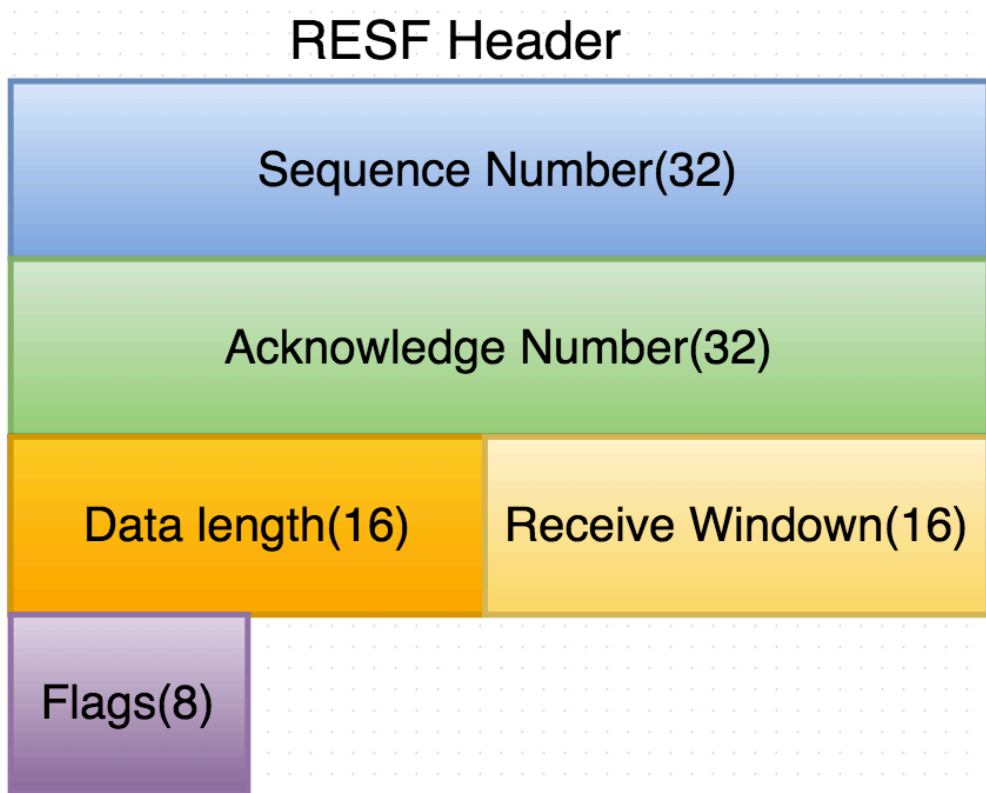 RESF Header
Sequence Number(32)
Acknowledge Number(32)
Data length(16) Receive Windown(16)
Flags(8)